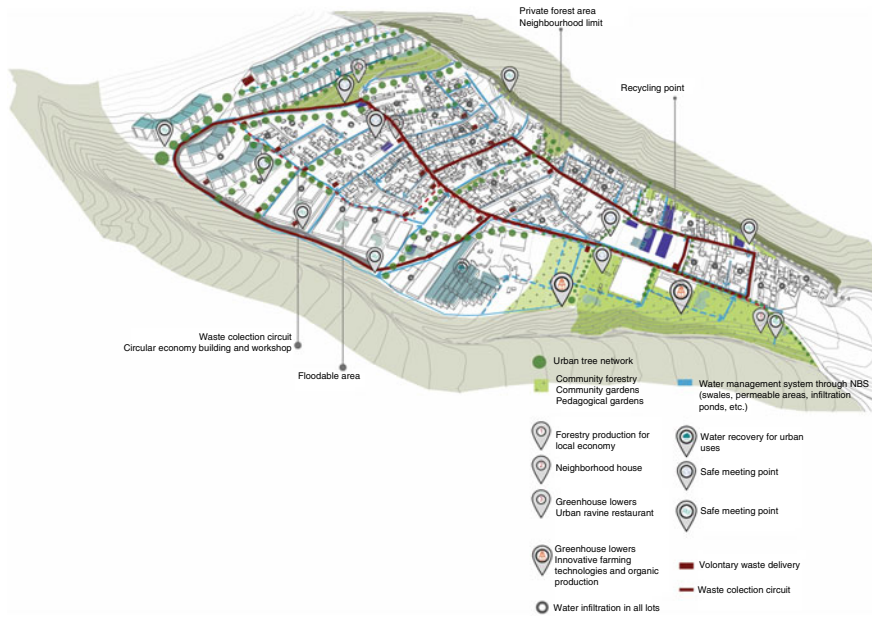 Private forest area
Neighbourhood limit
Recycling point
Waste colection circuit
Circular economy building and workshop
Floodable area
Urban tree network
Community forestry
Community gardens
Pedagogical gardens
Water management system through NBS
(swales, permeable areas, infiltration
ponds, etc.)
Forestry production for
local economy
Water recovery for urban
uses
Neighborhood house
Safe meeting point
Greenhouse lowers
Urban ravine restaurant
Safe meeting point
Greenhouse lowers
Innovative farming
technologies and organic
production
Volontary waste delivery
Waste colection circuit
Water infiltration in all lots